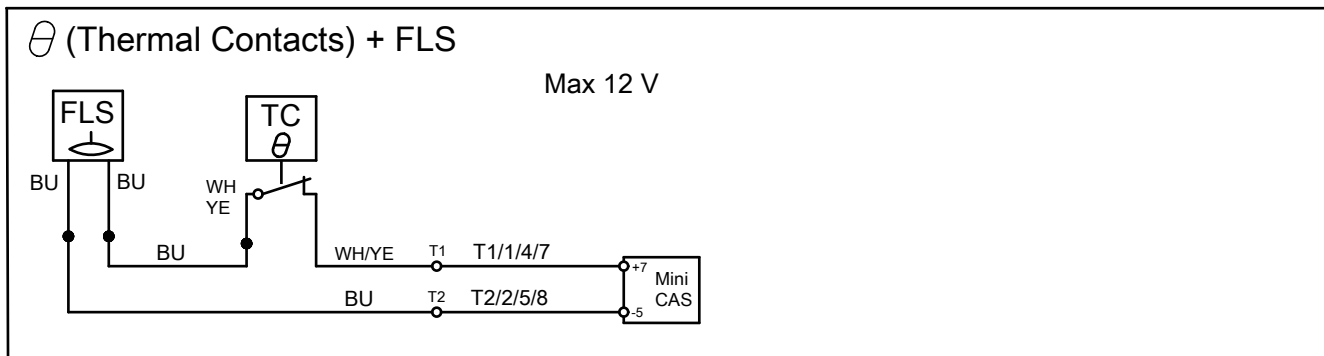 θ (Thermal Contacts) + FLS
Max 12 V
FLS
TC
θ
BU
BU
WH
YE
BU
WH/YE
T1
T1/1/4/7
+7
Mini
CAS
BU
T2
T2/2/5/8
-5